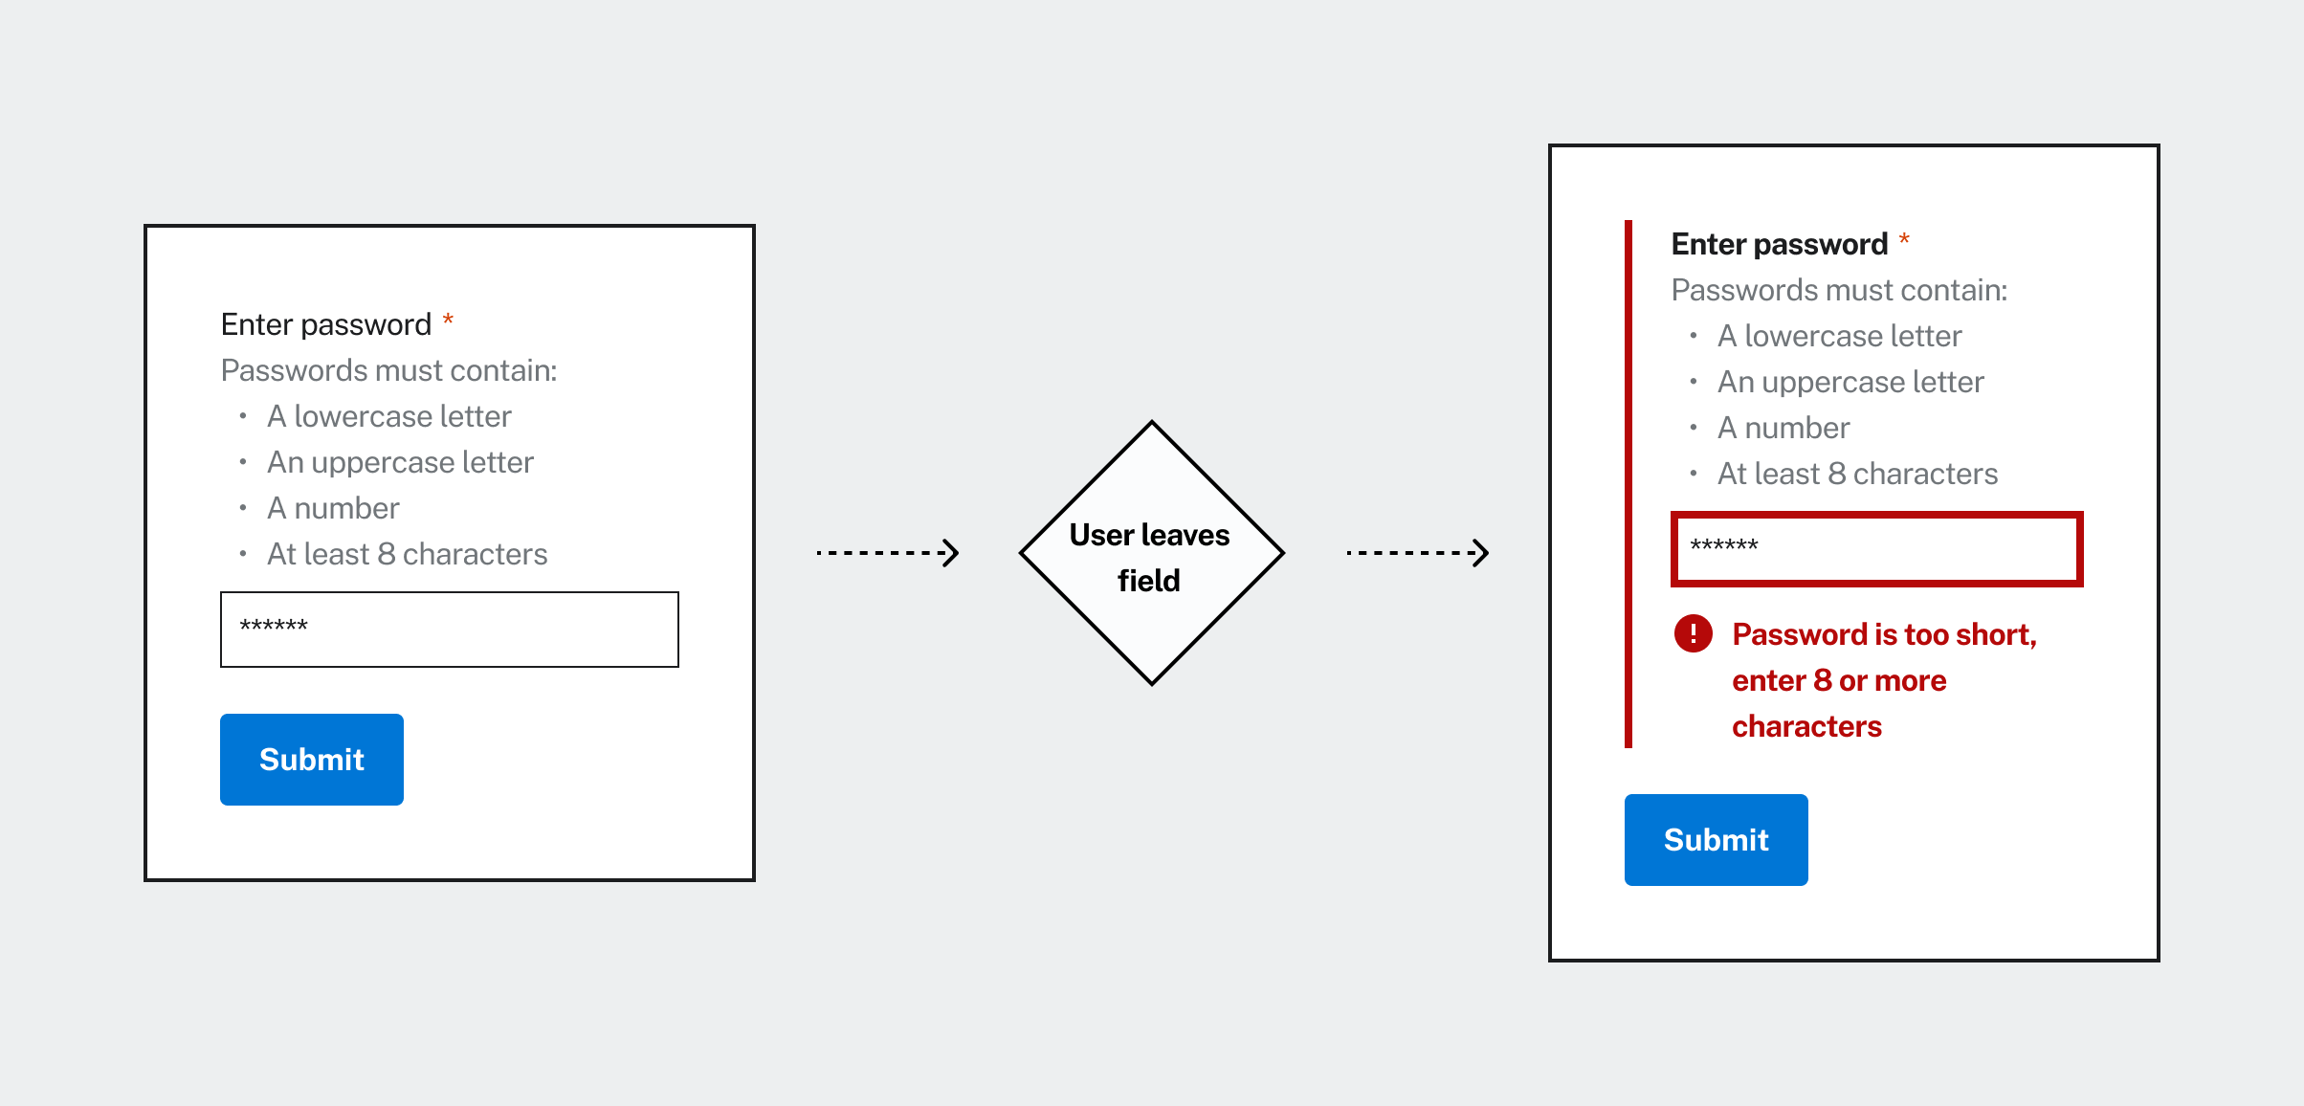 Enter password *
Passwords must contain:
• A lowercase letter
• An uppercase letter
• A number
• At least 8 characters
******
Submit
User leaves
field
Enter password *
Passwords must contain:
• A lowercase letter
• An uppercase letter
• A number
• At least 8 characters
******
! Password is too short,
enter 8 or more
characters
Submit